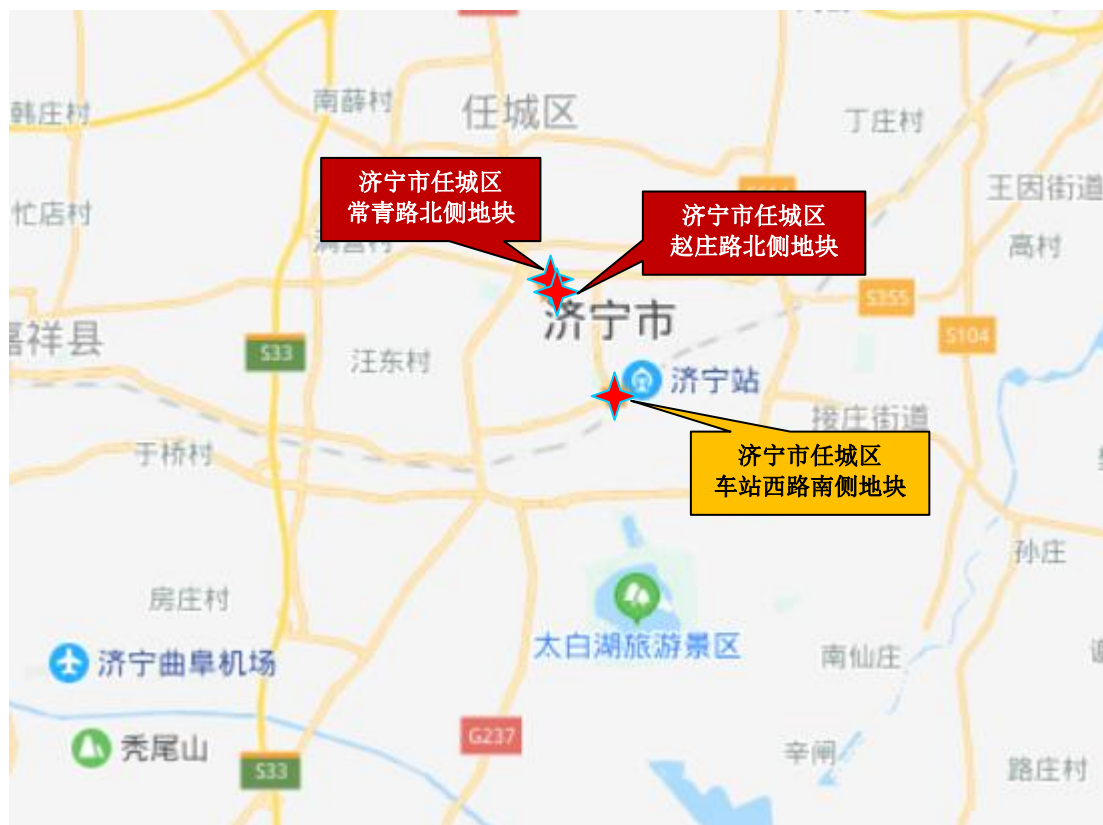 南薛村
任城区
韩庄村
丁庄村
济宁市任城区
常青路北侧地块
王因街道
忙店村
济宁市任城区
赵庄路北侧地块
高村
S355
济宁市
嘉祥县
S33
汪东村
S104
济宁站
接庄街道
于桥村
济宁市任城区
车站西路南侧地块
孙庄
房庄村
太白湖旅游景区
南仙庄
济宁曲阜机场
G237
秃尾山
辛闸
S33
路庄村